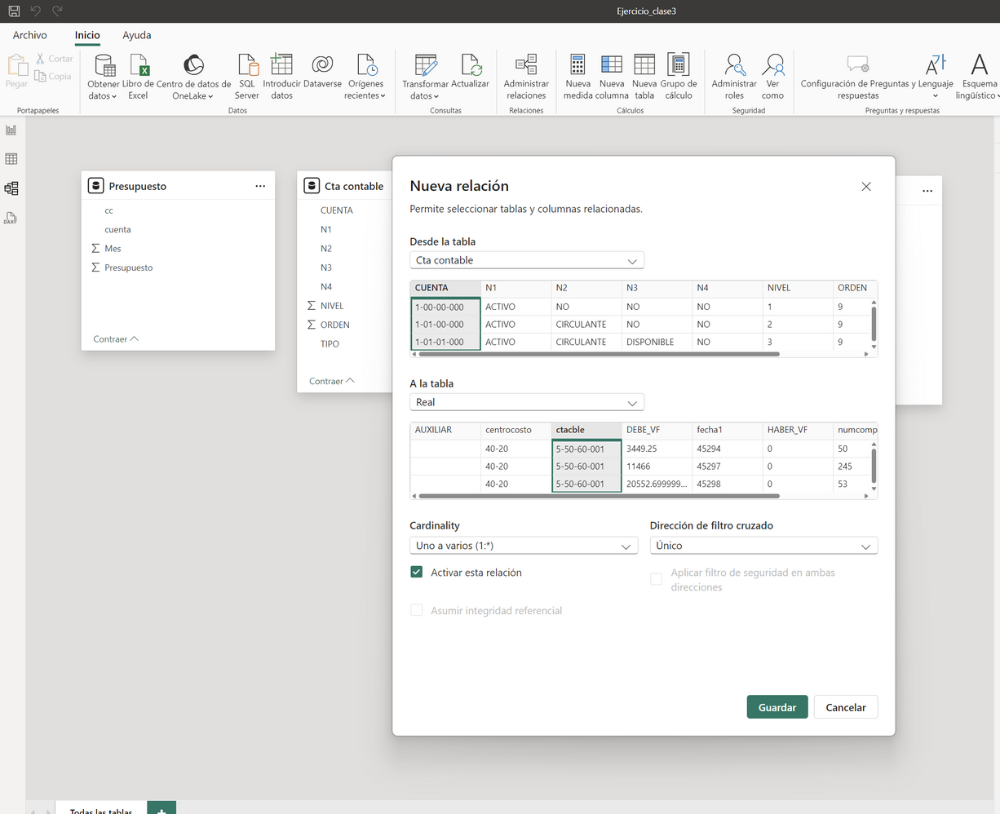 Ejercicio_clase3
Archivo
Inicio
Ayuda
Pegar
Cortar
Copia
Portapapeles
Obtener datos
Libro de Excel
Centro de datos de OneLake
SQL Server
Introducir datos
Dataverse
Orígenes recientes
Datos
Transformar datos
Actualizar
Consultas
Administrar relaciones
Relaciones
Nueva medida
Nueva columna
Nueva tabla
Grupo de cálculo
Cálculos
Administrar roles
Ver como
Seguridad
Configuración de Preguntas y respuestas
Lenguaje
Esquema lingüístico
Preguntas y respuestas
DAX
Presupuesto
cc
cuenta
Mes
Presupuesto
Contraer
Cta contable
CUENTA
N1
N2
N3
N4
NIVEL
ORDEN
TIPO
Contraer
Nueva relación
Permite seleccionar tablas y columnas relacionadas.
Desde la tabla
Cta contable
CUENTA N1 N2 N3 N4 NIVEL ORDEN
1-00-00-000 ACTIVO NO NO NO 1 9
1-01-00-000 ACTIVO CIRCULANTE NO NO 2 9
1-01-01-000 ACTIVO CIRCULANTE DISPONIBLE NO 3 9
A la tabla
Real
AUXILIAR centrocosto ctacble DEBE_VF fecha1 HABER_VF numcomp
40-20 5-50-60-001 3449.25 45294 0 50
40-20 5-50-60-001 11466 45297 0 245
40-20 5-50-60-001 20552.699999... 45298 0 53
Cardinality
Uno a varios (1:*)
Dirección de filtro cruzado
Único
Activar esta relación
Aplicar filtro de seguridad en ambas
direcciones
Asumir integridad referencial
Guardar
Cancelar
Todas las tablas
+